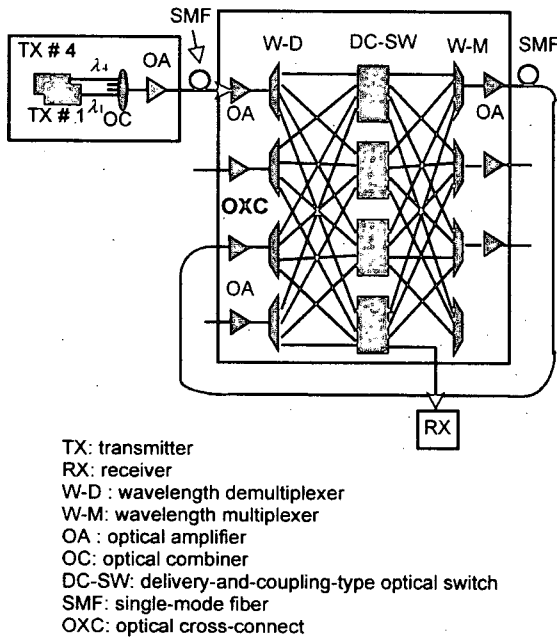 SMF
TX # 4
λ4
TX # 1
λ1
OC
OA
W-D
DC-SW
W-M
SMF
OA
OA
OXC
OA
RX
TX: transmitter
RX: receiver
W-D : wavelength demultiplexer
W-M: wavelength multiplexer
OA : optical amplifier
OC: optical combiner
DC-SW: delivery-and-coupling-type optical switch
SMF: single-mode fiber
OXC: optical cross-connect